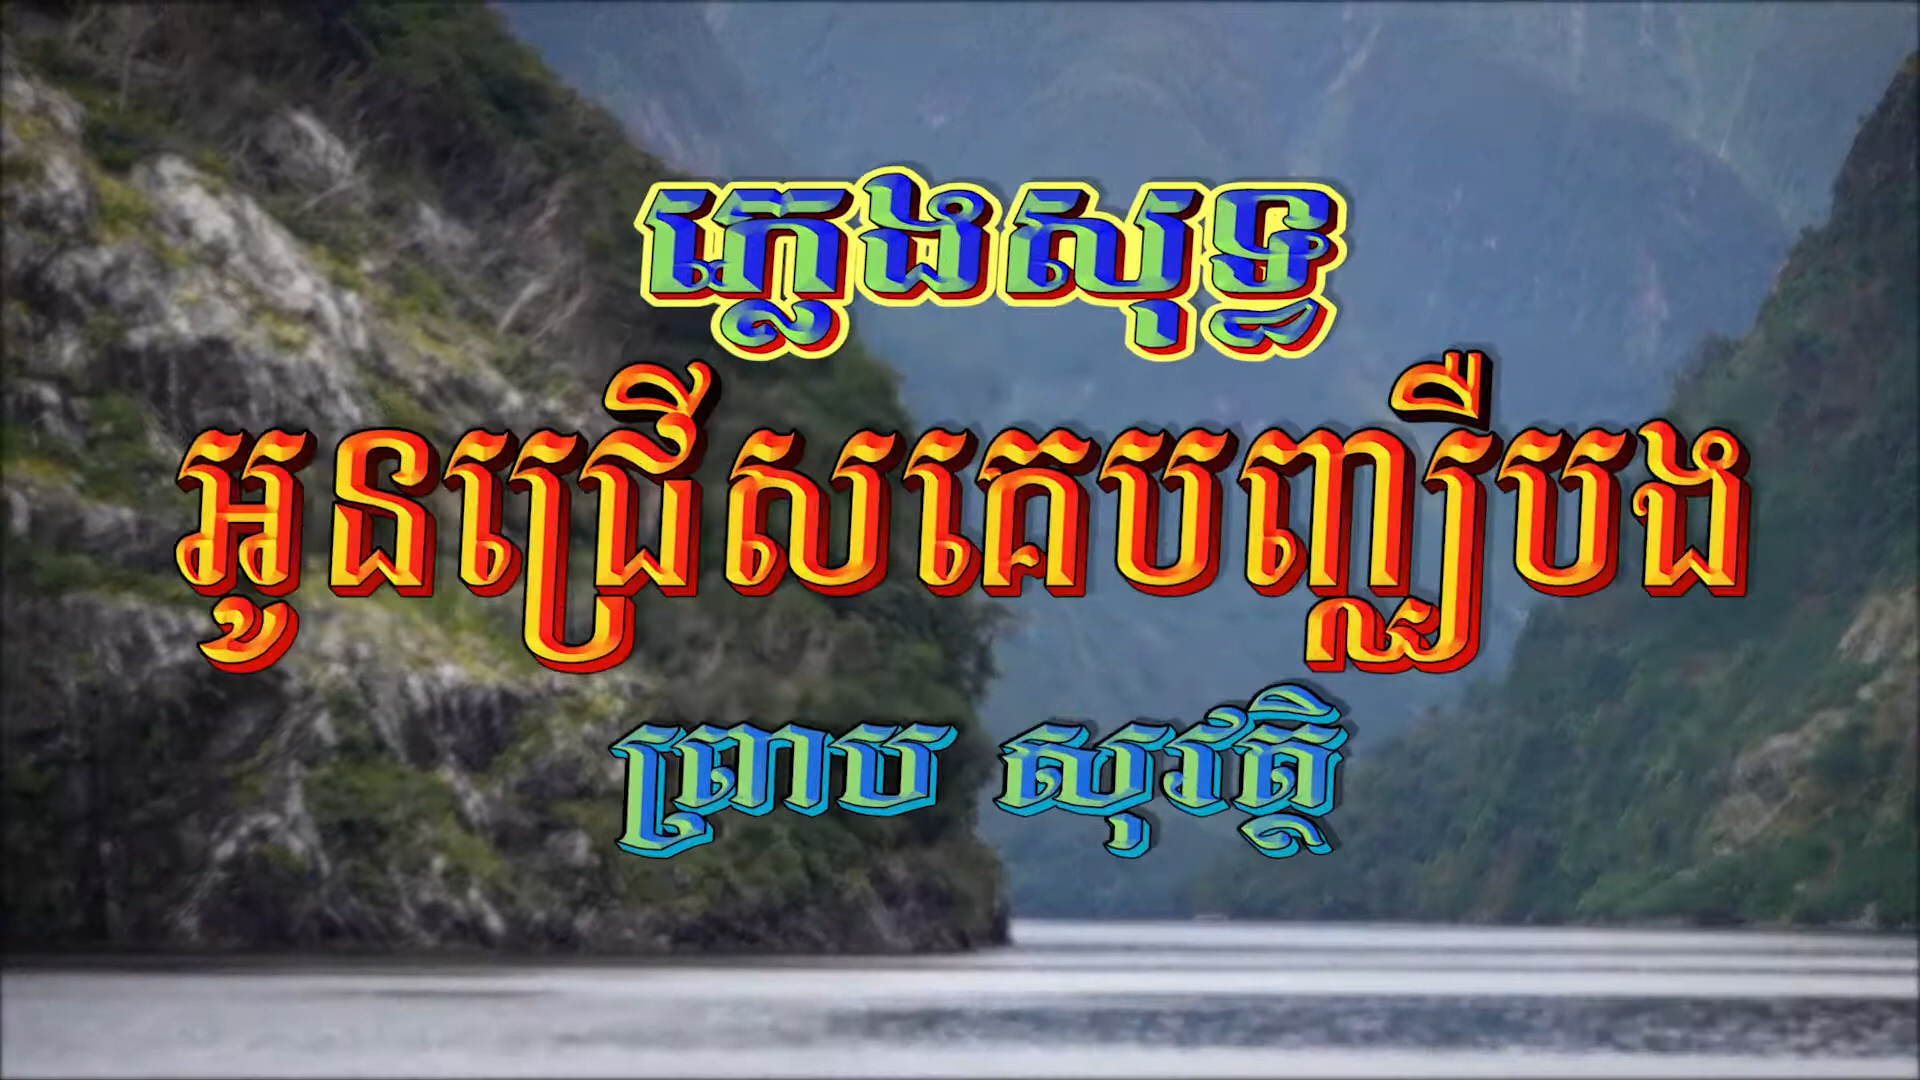 ភ្លេងសុទ្ធ
អូនជ្រើសគេបញ្ឈឺបង
ព្រាប សុវត្ថិ